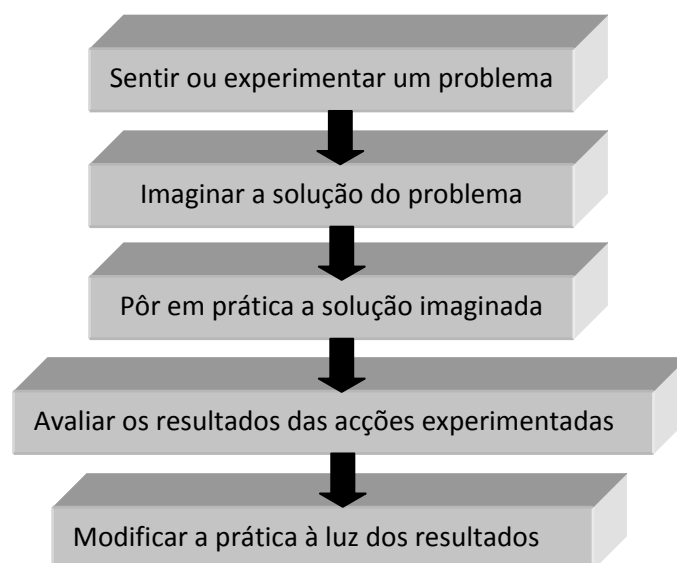 Sentir ou experimentar um problema
Imaginar a solução do problema
Pôr em prática a solução imaginada
Avaliar os resultados das acções experimentadas
Modificar a prática à luz dos resultados